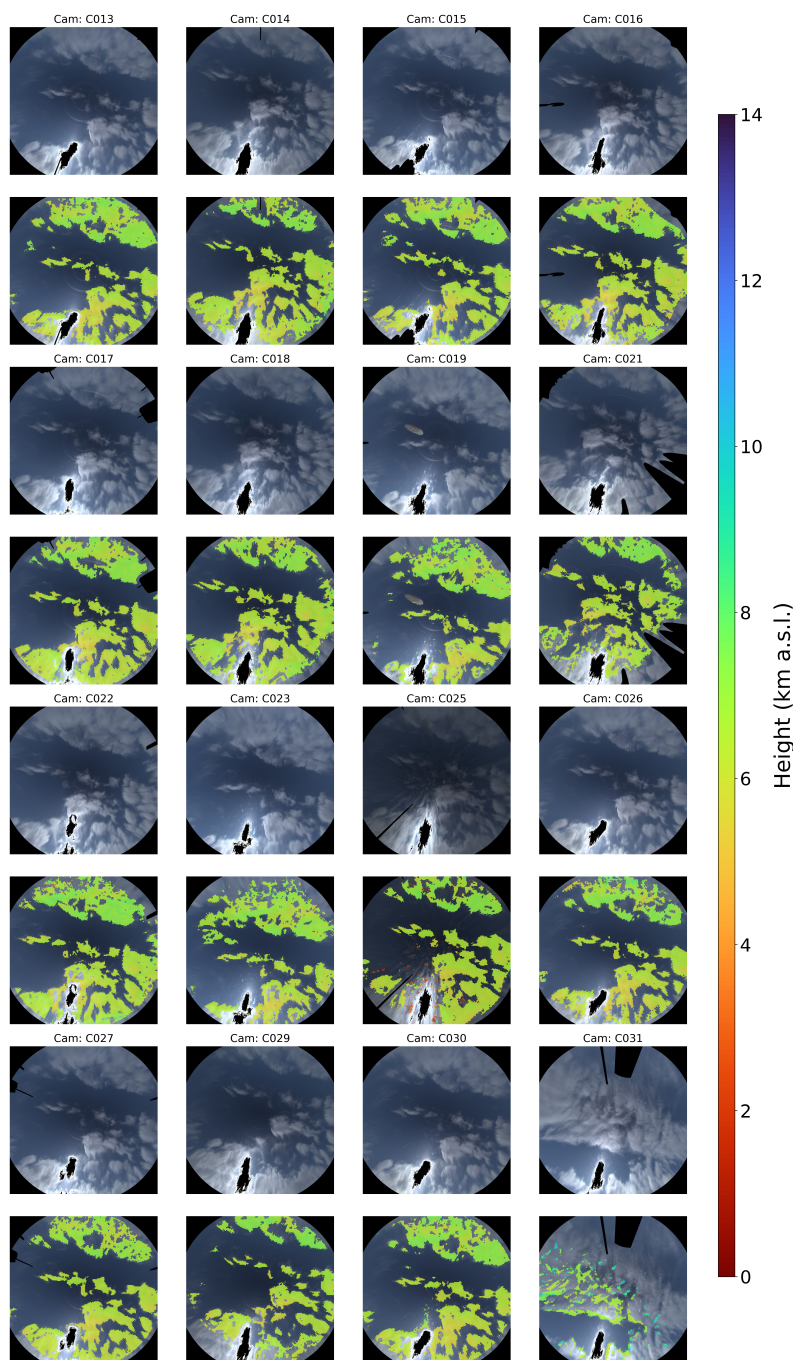 Cam: C013
Cam: C014
Cam: C015
Cam: C016
Cam: C017
Cam: C018
Cam: C019
Cam: C021
Cam: C022
Cam: C023
Cam: C025
Cam: C026
Cam: C027
Cam: C029
Cam: C030
Cam: C031
14
12
10
8
6
4
2
0
Height (km a.s.l.)